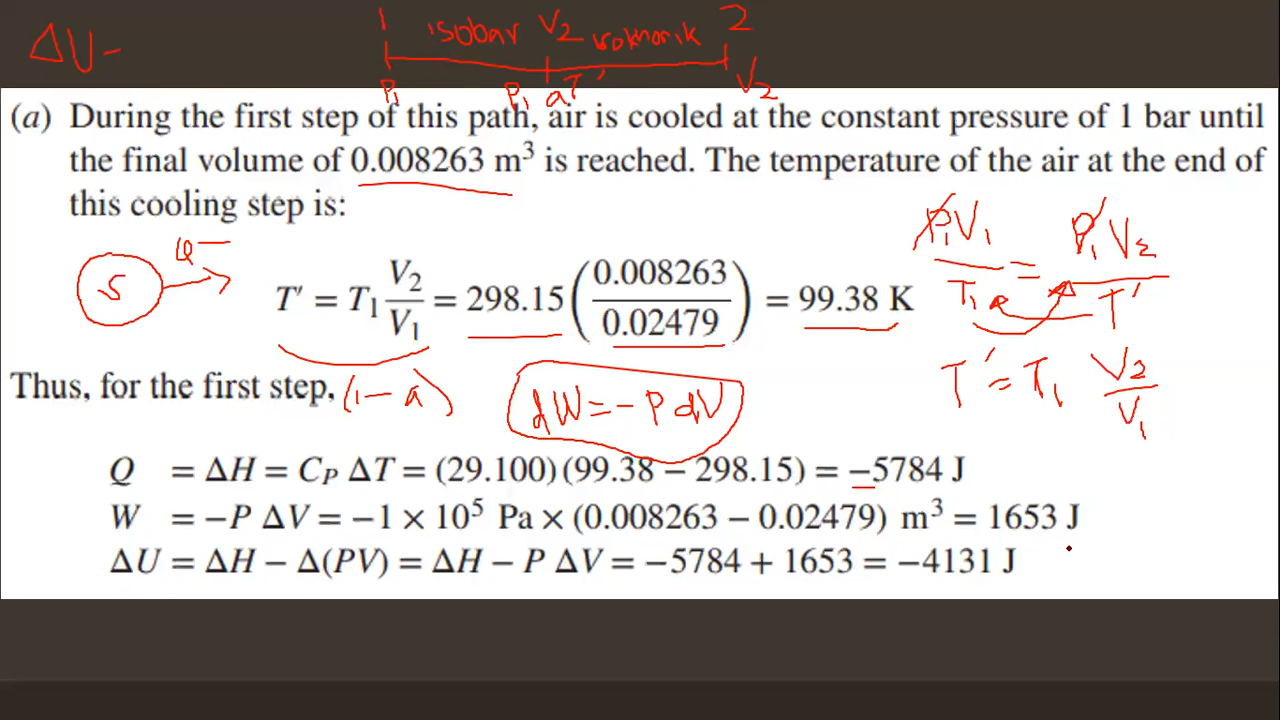 ΔU-
1 isobar V2 isokhorik 2
P1 P1 a T' V2
(a) During the first step of this path, air is cooled at the constant pressure of 1 bar until
the final volume of 0.008263 m³ is reached. The temperature of the air at the end of
this cooling step is:
S Q-
T′ = T₁ V₂/V₁ = 298.15 (0.008263/0.02479) = 99.38 K
P₁V₁/T₁ = P₁V₂/T'
T' = T₁ V₂/V₁
Thus, for the first step, (1-a)
dW = -P dV
Q = ΔH = C_P ΔT = (29.100)(99.38 − 298.15) = −5784 J
W = −P ΔV = −1 × 10⁵ Pa × (0.008263 − 0.02479) m³ = 1653 J
ΔU = ΔH − Δ(PV) = ΔH − P ΔV = −5784 + 1653 = −4131 J